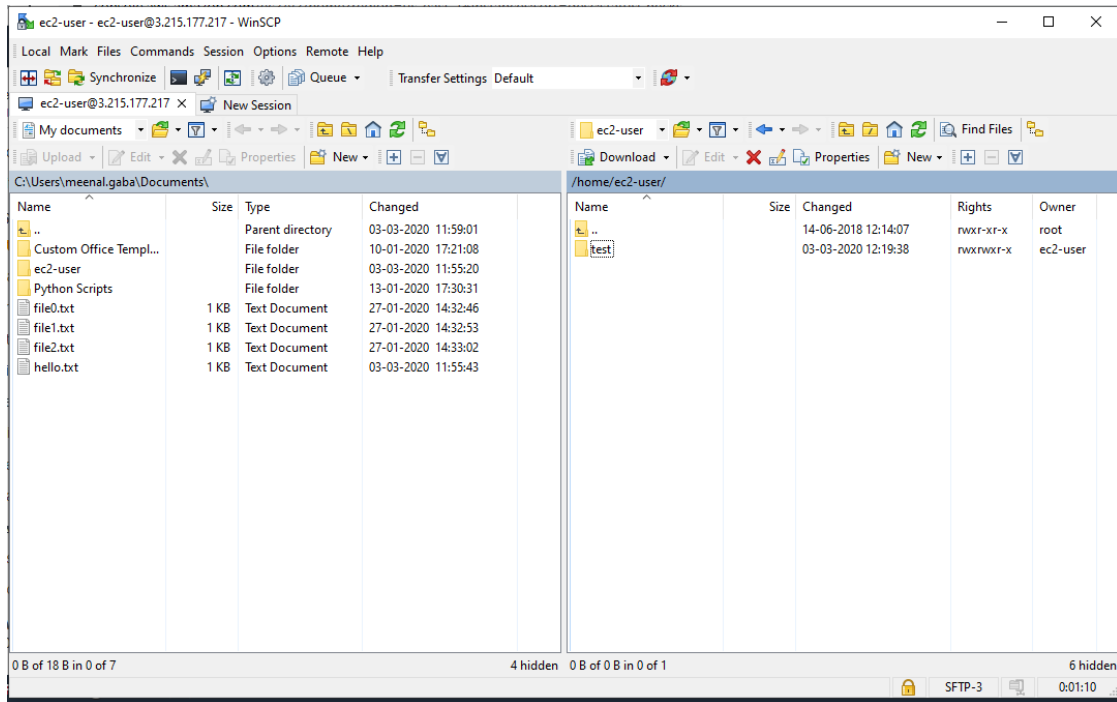 ec2-user - ec2-user@3.215.177.217 - WinSCP
Local Mark Files Commands Session Options Remote Help
Synchronize Queue Transfer Settings Default
ec2-user@3.215.177.217 New Session
My documents ec2-user Find Files
Upload Edit Properties New Download Edit Properties New
C:\Users\meenal.gaba\Documents\ /home/ec2-user/
Name Size Type Changed Name Size Changed Rights Owner
.. Parent directory 03-03-2020 11:59:01 .. 14-06-2018 12:14:07 rwxr-xr-x root
Custom Office Templ... File folder 10-01-2020 17:21:08 test 03-03-2020 12:19:38 rwxrwxr-x ec2-user
ec2-user File folder 03-03-2020 11:55:20
Python Scripts File folder 13-01-2020 17:30:31
file0.txt 1 KB Text Document 27-01-2020 14:32:46
file1.txt 1 KB Text Document 27-01-2020 14:32:53
file2.txt 1 KB Text Document 27-01-2020 14:33:02
hello.txt 1 KB Text Document 03-03-2020 11:55:43
0 B of 18 B in 0 of 7 4 hidden 0 B of 0 B in 0 of 1 6 hidden
SFTP-3 0:01:10